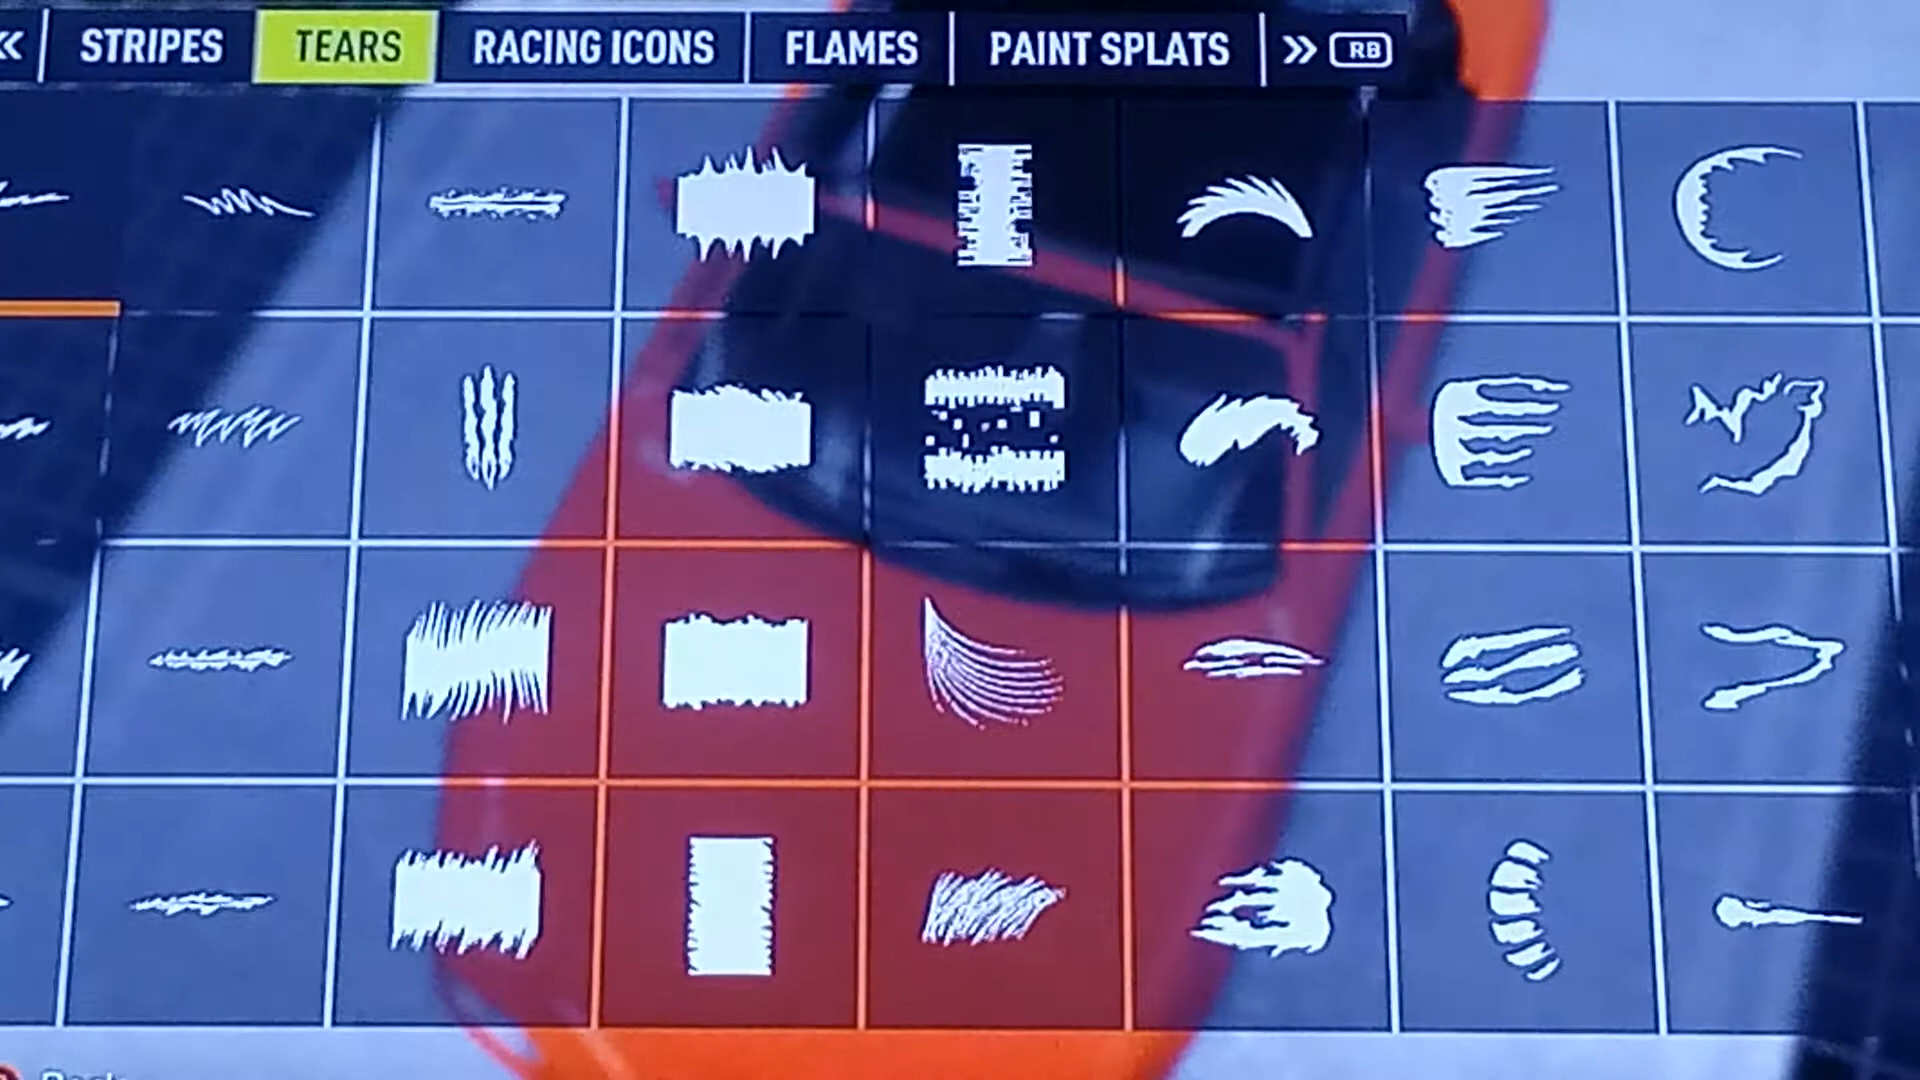 « STRIPES TEARS RACING ICONS FLAMES PAINT SPLATS » RB